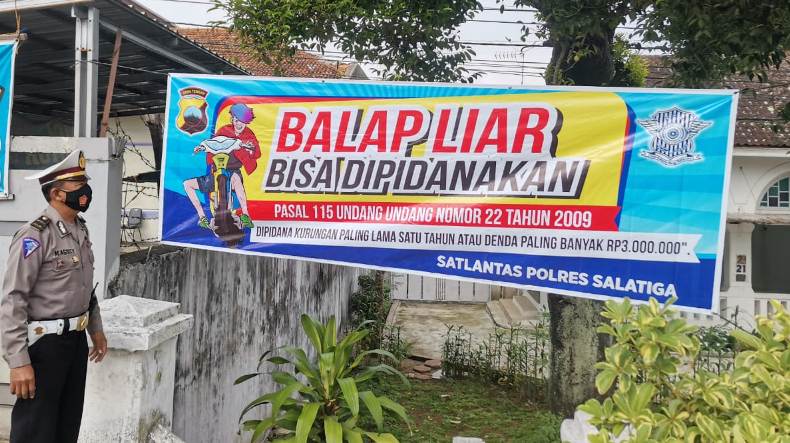 BALAP LIAR
BISA DIPIDANAKAN
PASAL 115 UNDANG UNDANG NOMOR 22 TAHUN 2009
DIPIDANA KURUNGAN PALING LAMA SATU TAHUN ATAU DENDA PALING BANYAK RP3.000.000"
SATLANTAS POLRES SALATIGA
21